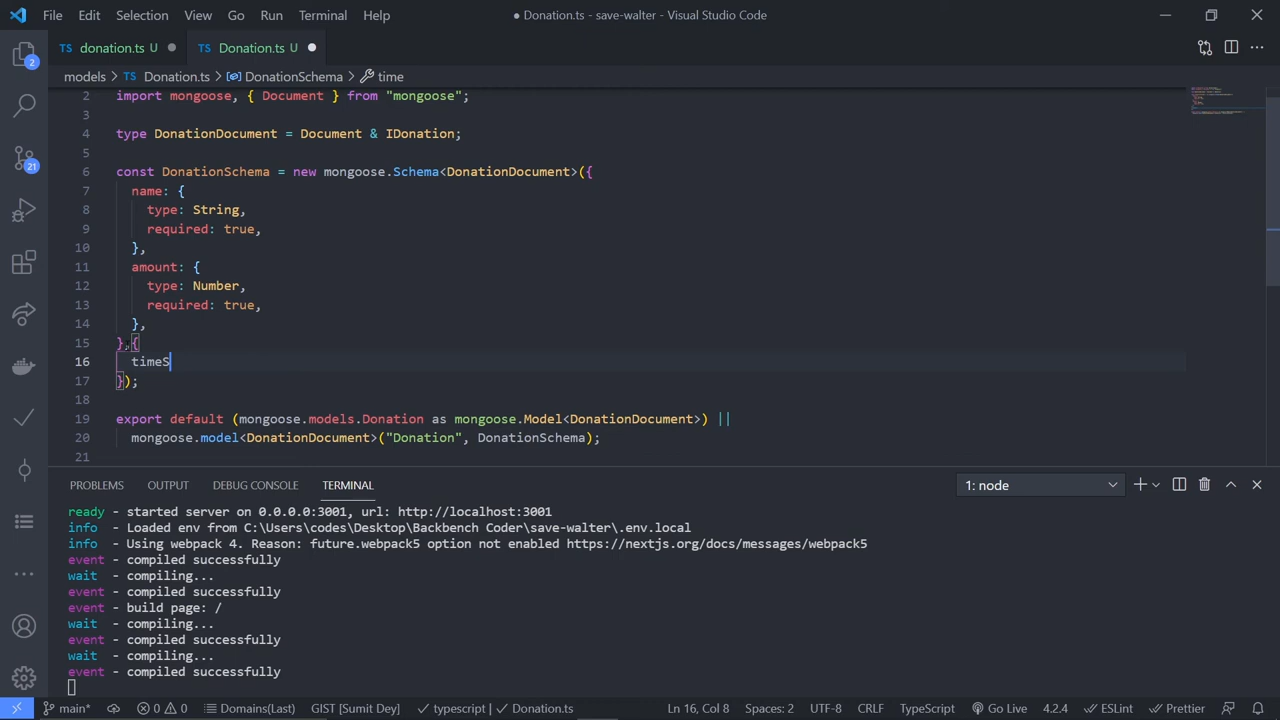 File Edit Selection View Go Run Terminal Help ● Donation.ts - save-walter - Visual Studio Code
TS donation.ts U ● TS Donation.ts U ●
models > TS Donation.ts > DonationSchema > time
2 import mongoose, { Document } from "mongoose";
3
4 type DonationDocument = Document & IDonation;
5
6 const DonationSchema = new mongoose.Schema<DonationDocument>({
7 name: {
8 type: String,
9 required: true,
10 },
11 amount: {
12 type: Number,
13 required: true,
14 },
15 },{
16 timeS
17 });
18
19 export default (mongoose.models.Donation as mongoose.Model<DonationDocument>) ||
20 mongoose.model<DonationDocument>("Donation", DonationSchema);
21
2
21
PROBLEMS OUTPUT DEBUG CONSOLE TERMINAL 1: node
ready - started server on 0.0.0.0:3001, url: http://localhost:3001
info - Loaded env from C:\Users\codes\Desktop\Backbench Coder\save-walter\.env.local
info - Using webpack 4. Reason: future.webpack5 option not enabled https://nextjs.org/docs/messages/webpack5
event - compiled successfully
wait - compiling...
event - compiled successfully
event - build page: /
wait - compiling...
event - compiled successfully
wait - compiling...
event - compiled successfully
main* 0 0 Domains(Last) GIST [Sumit Dey] ✓ typescript | ✓ Donation.ts Ln 16, Col 8 Spaces: 2 UTF-8 CRLF TypeScript Go Live 4.2.4 ✓✓ ESLint ✓✓ Prettier